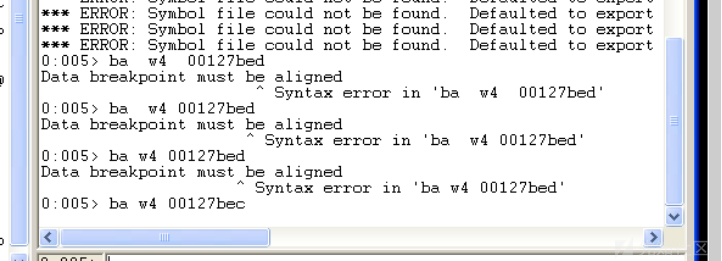 *** ERROR: Symbol file could not be found.  Defaulted to export
*** ERROR: Symbol file could not be found.  Defaulted to export
*** ERROR: Symbol file could not be found.  Defaulted to export
*** ERROR: Symbol file could not be found.  Defaulted to export
0:005> ba  w4  00127bed
Data breakpoint must be aligned
^ Syntax error in 'ba  w4  00127bed'
0:005> ba  w4 00127bed
Data breakpoint must be aligned
^ Syntax error in 'ba  w4 00127bed'
0:005> ba w4 00127bed
Data breakpoint must be aligned
^ Syntax error in 'ba w4 00127bed'
0:005> ba w4 00127bec
0:005>